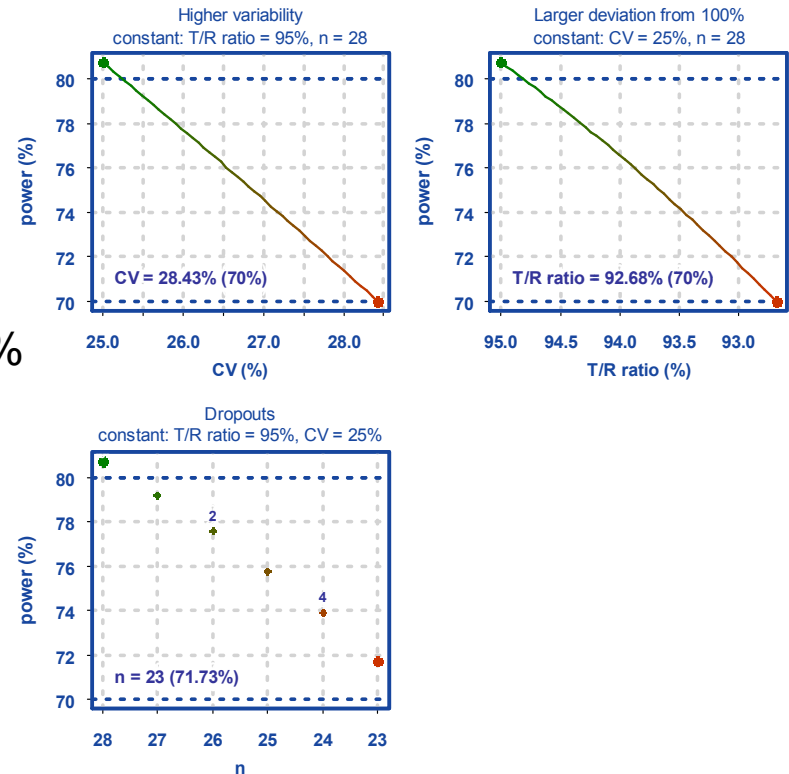 Higher variability
constant: T/R ratio = 95%, n = 28
power (%)
80
78
76
74
72
70
CV = 28.43% (70%)
25.0 26.0 27.0 28.0
CV (%)
Larger deviation from 100%
constant: CV = 25%, n = 28
power (%)
80
78
76
74
72
70
T/R ratio = 92.68% (70%)
95.0 94.5 94.0 93.5 93.0
T/R ratio (%)
%
Dropouts
constant: T/R ratio = 95%, CV = 25%
power (%)
80
78
76
74
72
70
2
4
n = 23 (71.73%)
28 27 26 25 24 23
n